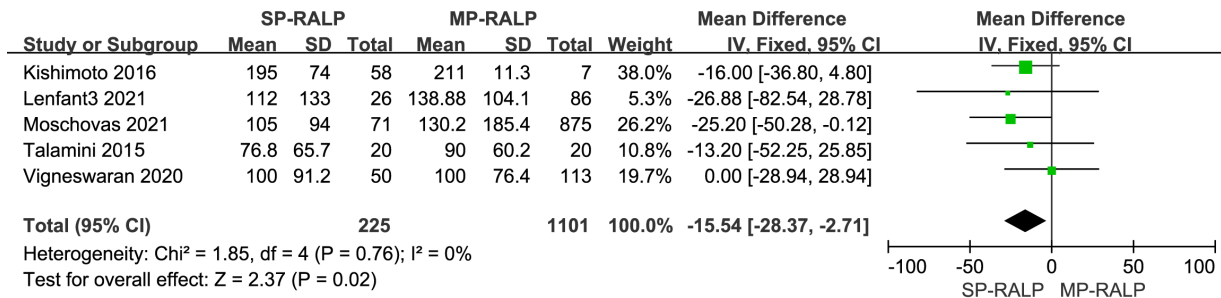 SP-RALP MP-RALP Mean Difference Mean Difference
Study or Subgroup Mean SD Total Mean SD Total Weight IV, Fixed, 95% CI IV, Fixed, 95% CI
Kishimoto 2016 195 74 58 211 11.3 7 38.0% -16.00 [-36.80, 4.80]
Lenfant3 2021 112 133 26 138.88 104.1 86 5.3% -26.88 [-82.54, 28.78]
Moschovas 2021 105 94 71 130.2 185.4 875 26.2% -25.20 [-50.28, -0.12]
Talamini 2015 76.8 65.7 20 90 60.2 20 10.8% -13.20 [-52.25, 25.85]
Vigneswaran 2020 100 91.2 50 100 76.4 113 19.7% 0.00 [-28.94, 28.94]
Total (95% CI) 225 1101 100.0% -15.54 [-28.37, -2.71]
Heterogeneity: Chi² = 1.85, df = 4 (P = 0.76); I² = 0%
Test for overall effect: Z = 2.37 (P = 0.02)
-100 -50 0 50 100
SP-RALP MP-RALP